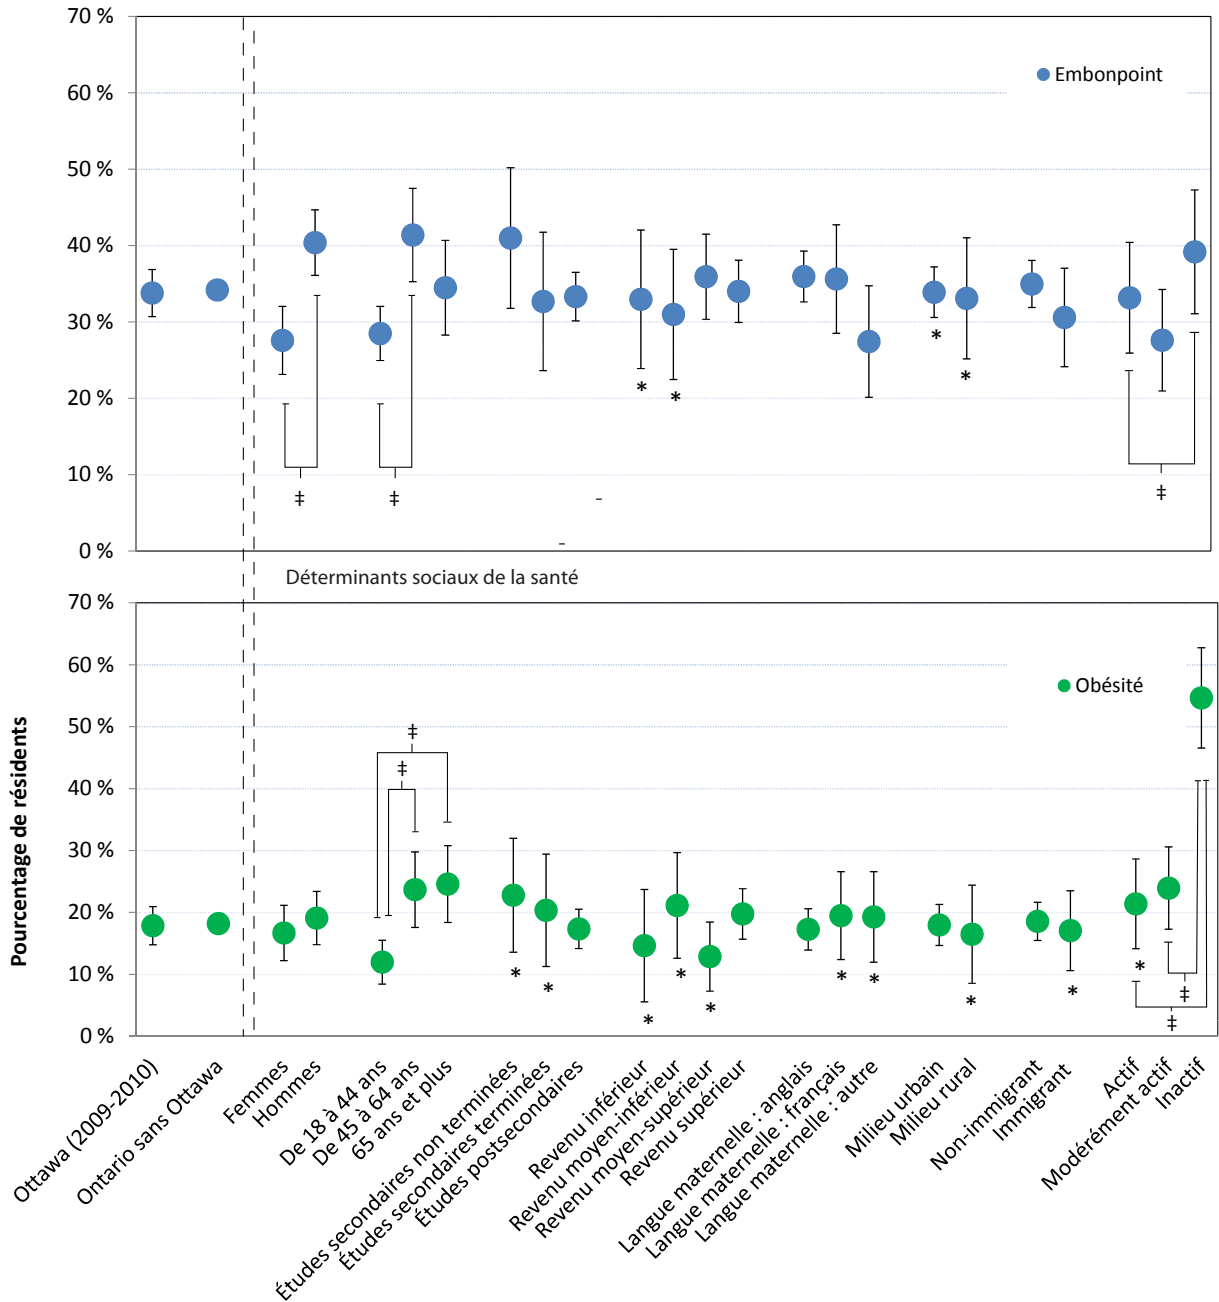 70 %
60 %
50 %
40 %
30 %
20 %
10 %
0 %
Embonpoint
* * * *
‡ ‡ ‡
Déterminants sociaux de la santé
Pourcentage de résidents
70 %
60 %
50 %
40 %
30 %
20 %
10 %
0 %
Obésité
‡
‡
* * * * * * * * * *
‡
‡
Ottawa (2009-2010)
Ontario sans Ottawa
Femmes
Hommes
De 18 à 44 ans
De 45 à 64 ans
65 ans et plus
Études secondaires non terminées
Études secondaires terminées
Études postsecondaires
Revenu inférieur
Revenu moyen-inférieur
Revenu moyen-supérieur
Revenu supérieur
Langue maternelle : anglais
Langue maternelle : français
Langue maternelle : autre
Milieu urbain
Milieu rural
Non-immigrant
Immigrant
Actif
Modérément actif
Inactif